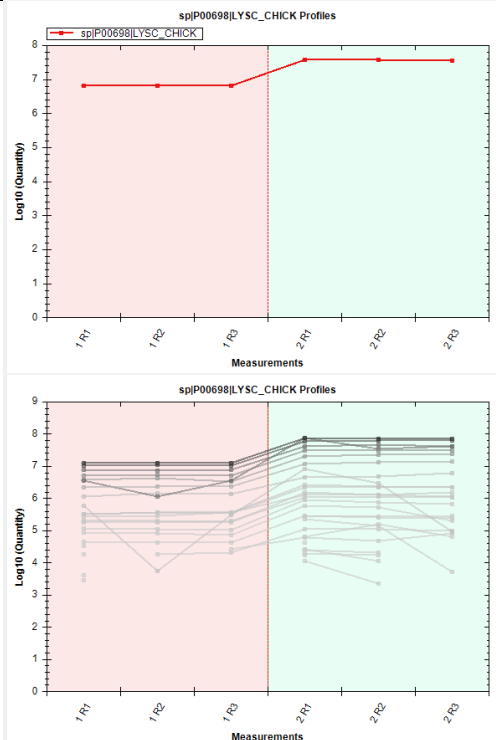 sp|P00698|LYSC_CHICK Profiles
sp|P00698|LYSC_CHICK
8
7
6
5
4
3
2
1
0
Log10 (Quantity)
1 R1
1 R2
1 R3
2 R1
2 R2
2 R3
Measurements
sp|P00698|LYSC_CHICK Profiles
9
8
7
6
5
4
3
2
1
0
Log10 (Quantity)
1 R1
1 R2
1 R3
2 R1
2 R2
2 R3
Measurements